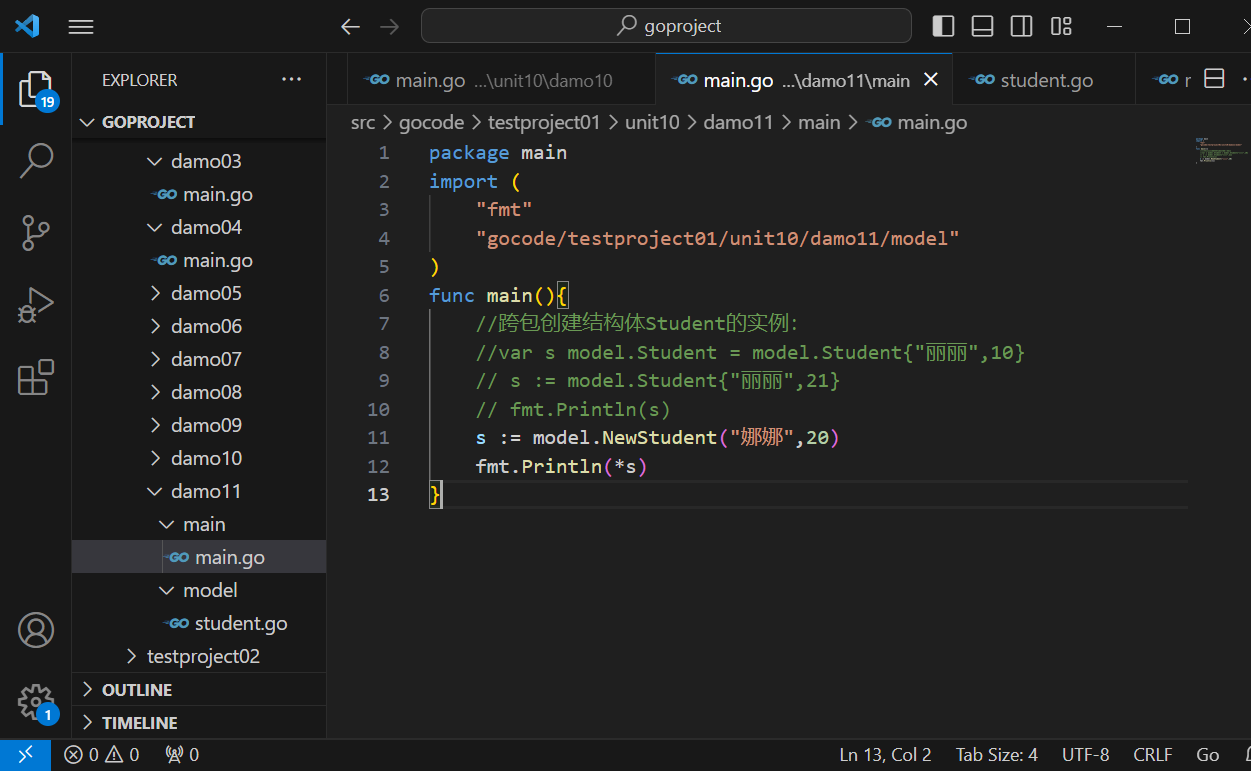 goproject
19
EXPLORER
GOPROJECT
damo03
main.go
damo04
main.go
damo05
damo06
damo07
damo08
damo09
damo10
damo11
main
main.go
model
student.go
testproject02
OUTLINE
TIMELINE
1
GO main.go ...\unit10\damo10
GO main.go ...\damo11\main
GO student.go
GO
src > gocode > testproject01 > unit10 > damo11 > main > GO main.go
1 package main
2 import (
3 "fmt"
4 "gocode/testproject01/unit10/damo11/model"
5 )
6 func main(){
7 //跨包创建结构体Student的实例:
8 //var s model.Student = model.Student{"丽丽",10}
9 // s := model.Student{"丽丽",21}
10 // fmt.Println(s)
11 s := model.NewStudent("娜娜",20)
12 fmt.Println(*s)
13 }
0 0 0 Ln 13, Col 2 Tab Size: 4 UTF-8 CRLF Go